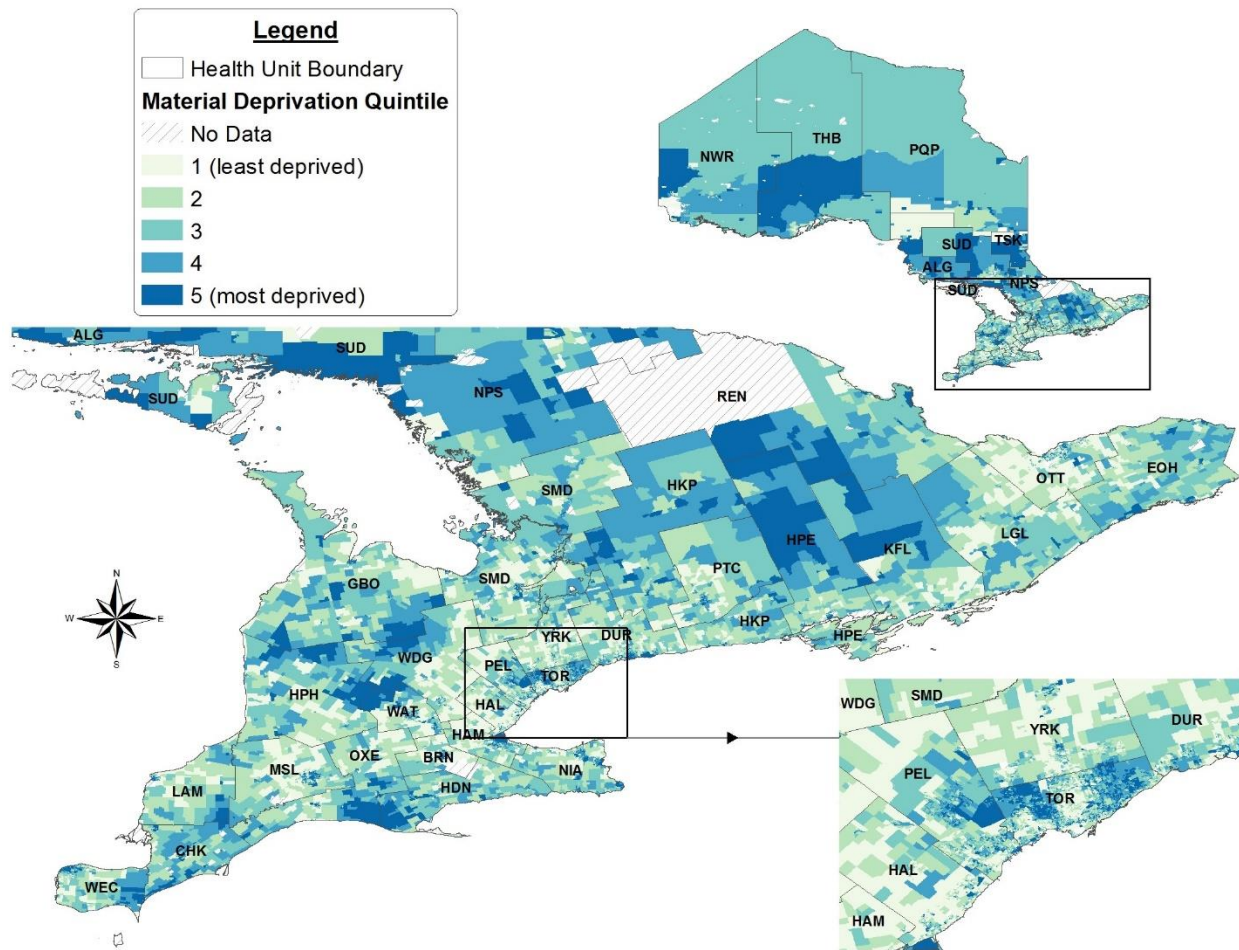 Legend
Health Unit Boundary
Material Deprivation Quintile
No Data
1 (least deprived)
2
3
4
5 (most deprived)
NWR
THB
PQP
SUD
TSK
ALG
SUD
NPS
ALG
SUD
SUD
NPS
REN
SMD
HKP
OTT
EOH
HPE
KFL
LGL
PTC
GBO
SMD
HKP
HPE
YRK
DUR
WDG
PEL
TOR
HPH
WAT
HAL
HAM
OXE
BRN
MSL
NIA
LAM
HDN
CHK
WEC
N
W
E
S
WDG
SMD
YRK
DUR
PEL
TOR
HAL
HAM